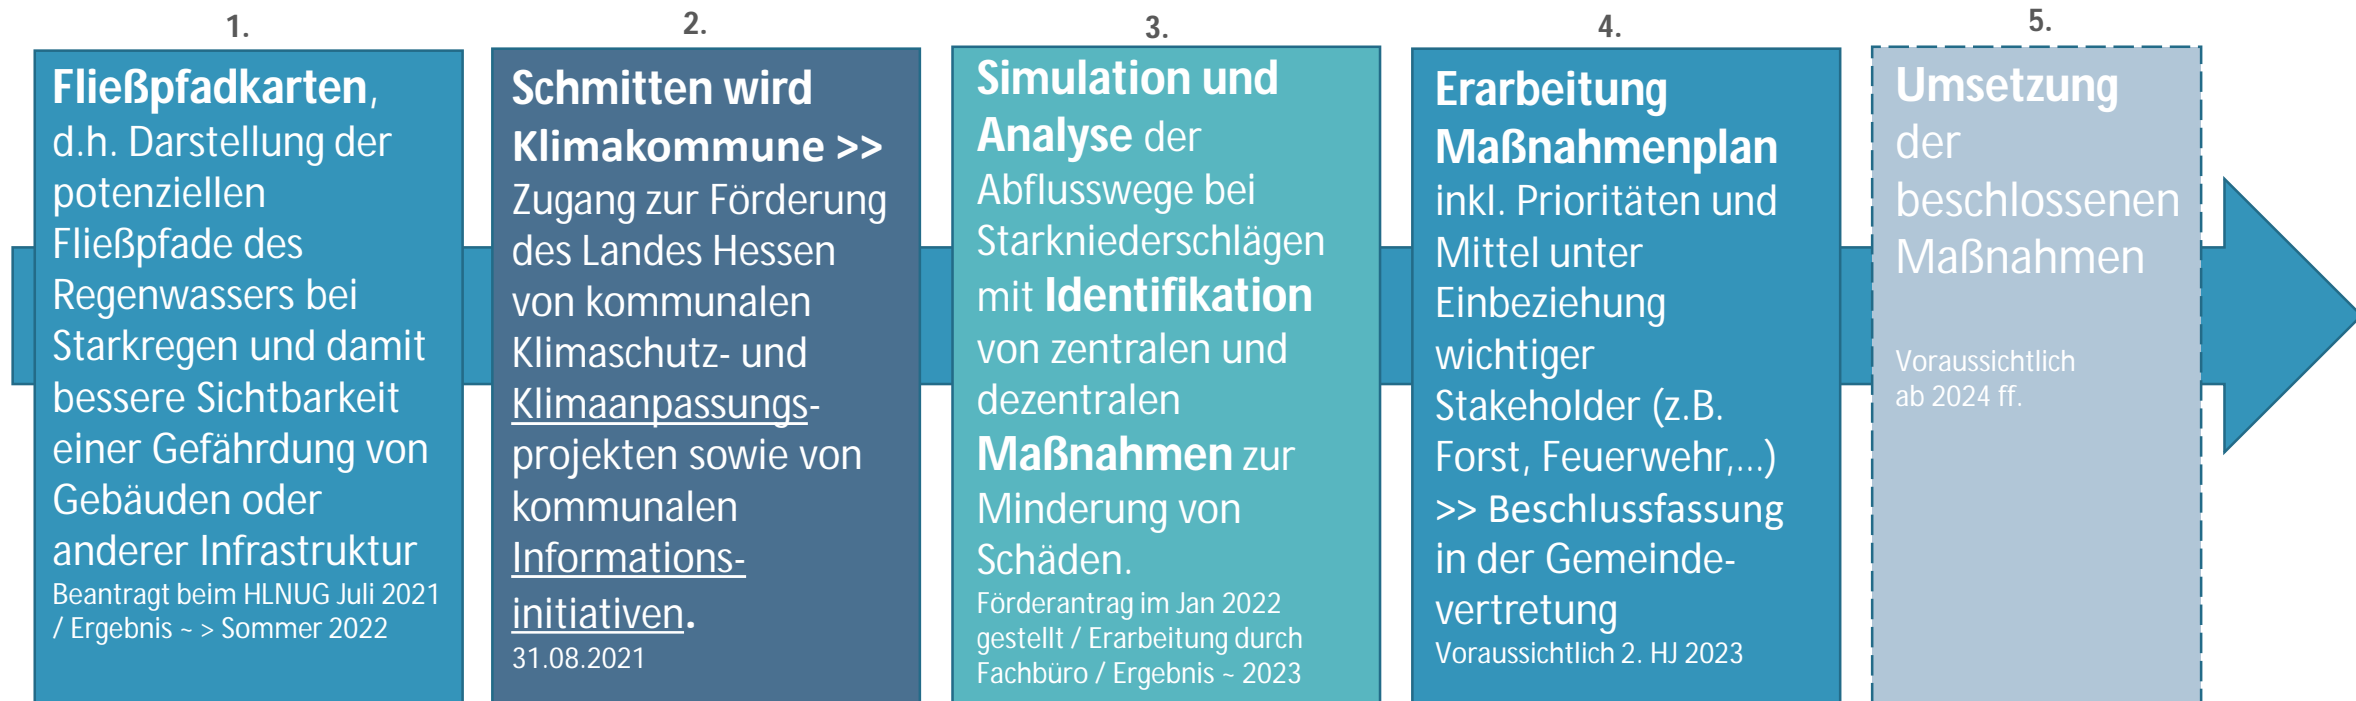 1.
Fließpfadkarten,
d.h. Darstellung der
potenziellen
Fließpfade des
Regenwassers bei
Starkregen und damit
bessere Sichtbarkeit
einer Gefährdung von
Gebäuden oder
anderer Infrastruktur
Beantragt beim HLNUG Juli 2021
/ Ergebnis ~ > Sommer 2022
2.
Schmitten wird
Klimakommune >>
Zugang zur Förderung
des Landes Hessen
von kommunalen
Klimaschutz- und
Klimaanpassungs-
projekten sowie von
kommunalen
Informations-
initiativen.
31.08.2021
3.
Simulation und
Analyse der
Abflusswege bei
Starkniederschlägen
mit Identifikation
von zentralen und
dezentralen
Maßnahmen zur
Minderung von
Schäden.
Förderantrag im Jan 2022
gestellt / Erarbeitung durch
Fachbüro / Ergebnis ~ 2023
4.
Erarbeitung
Maßnahmenplan
inkl. Prioritäten und
Mittel unter
Einbeziehung
wichtiger
Stakeholder (z.B.
Forst, Feuerwehr,...)
>> Beschlussfassung
in der Gemeinde-
vertretung
Voraussichtlich 2. HJ 2023
5.
Umsetzung
der
beschlossenen
Maßnahmen
Voraussichtlich
ab 2024 ff.